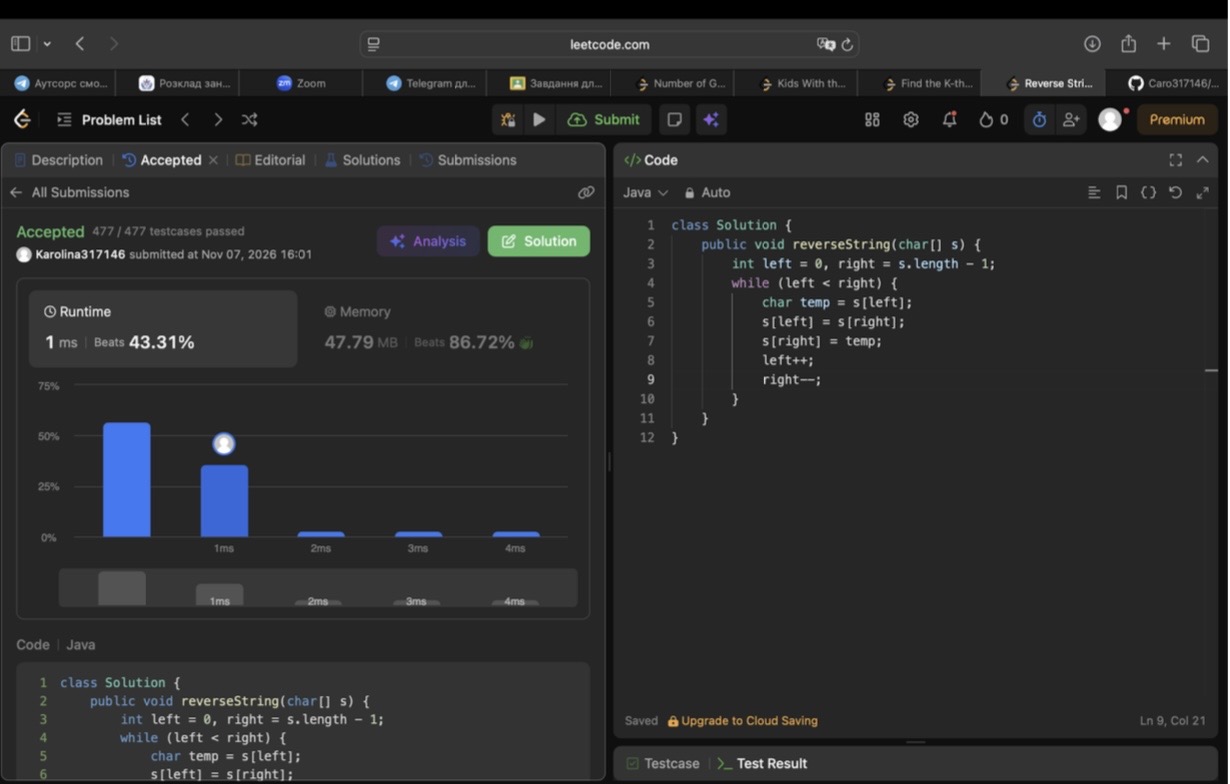 leetcode.com
Аутсорс смо...
Розклад зан...
zm Zoom
Telegram дл...
Завдання дл...
Number of G...
Kids With th...
Find the K-th...
Reverse Stri...
Caro317146/...
Problem List
Submit
0
Premium
Description
Accepted
Editorial
Solutions
Submissions
All Submissions
Accepted 477 / 477 testcases passed
Karolina317146 submitted at Nov 07, 2026 16:01
Analysis
Solution
Runtime
1 ms | Beats 43.31%
Memory
47.79 MB | Beats 86.72%
75%
50%
25%
0%
1ms 2ms 3ms 4ms
1ms 2ms 3ms 4ms
Code | Java
1 class Solution {
2 public void reverseString(char[] s) {
3 int left = 0, right = s.length - 1;
4 while (left < right) {
5 char temp = s[left];
6 s[left] = s[right];
</> Code
Java Auto
1 class Solution {
2 public void reverseString(char[] s) {
3 int left = 0, right = s.length - 1;
4 while (left < right) {
5 char temp = s[left];
6 s[left] = s[right];
7 s[right] = temp;
8 left++;
9 right--;
10 }
11 }
12 }
Saved Upgrade to Cloud Saving
Ln 9, Col 21
Testcase | >_ Test Result